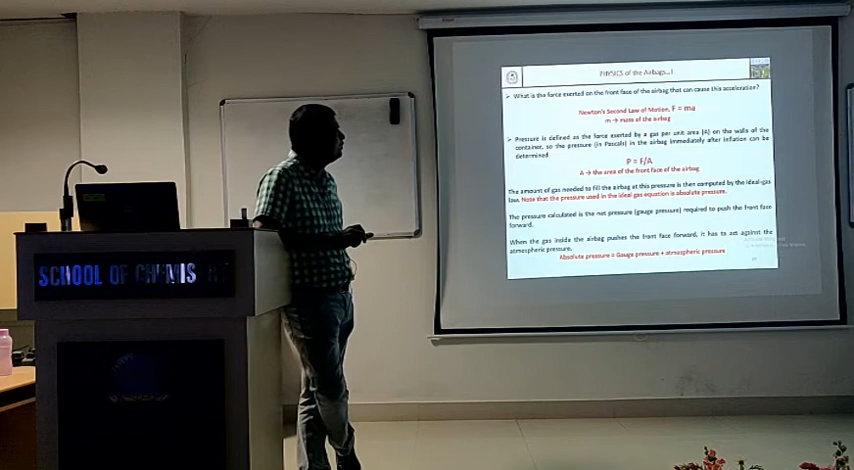 PHYSICS of the Airbags...!
➢ What is the force exerted on the front face of the airbag that can cause this acceleration?
Newton's Second Law of Motion, F = ma
m → mass of the airbag
➢ Pressure is defined as the force exerted by a gas per unit area (A) on the walls of the
container, so the pressure (in Pascals) in the airbag immediately after inflation can be
determined
P = F/A
A → the area of the front face of the airbag
The amount of gas needed to fill the airbag at this pressure is then computed by the ideal-gas
law. Note that the pressure used in the ideal gas equation is absolute pressure.
The pressure calculated is the net pressure (gauge pressure) required to push the front face
forward.
When the gas inside the airbag pushes the front face forward, it has to act against the
atmospheric pressure.
Absolute pressure = Gauge pressure + atmospheric pressure
SCHOOL OF CHEMIS RY